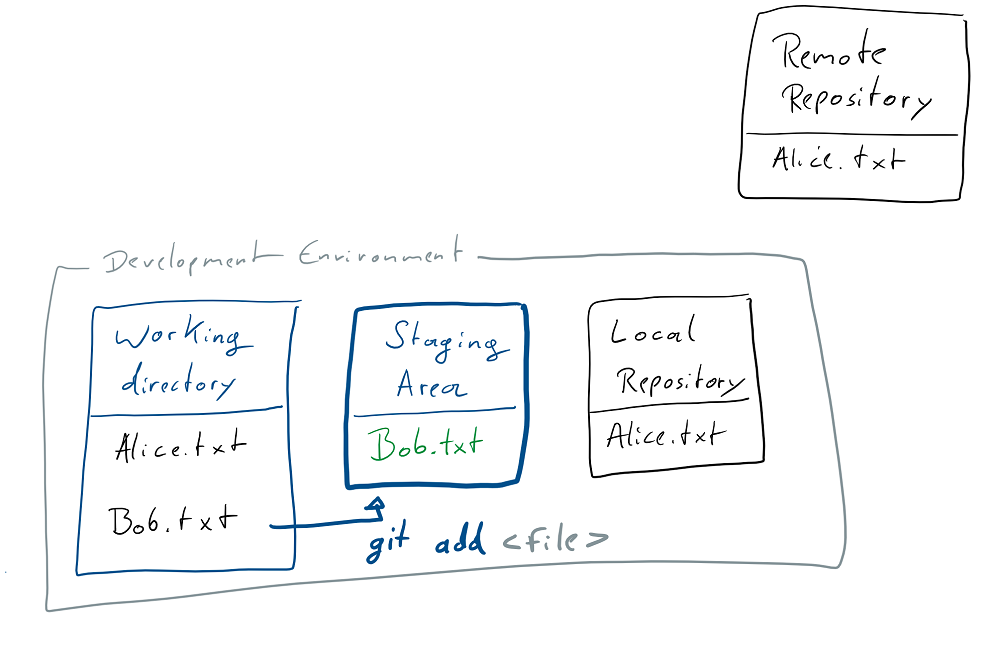 Remote
Repository
Alice.txt
Development Environment
Working
directory
Alice.txt
Bob.txt
Staging
Area
Bob.txt
git add <file>
Local
Repository
Alice.txt